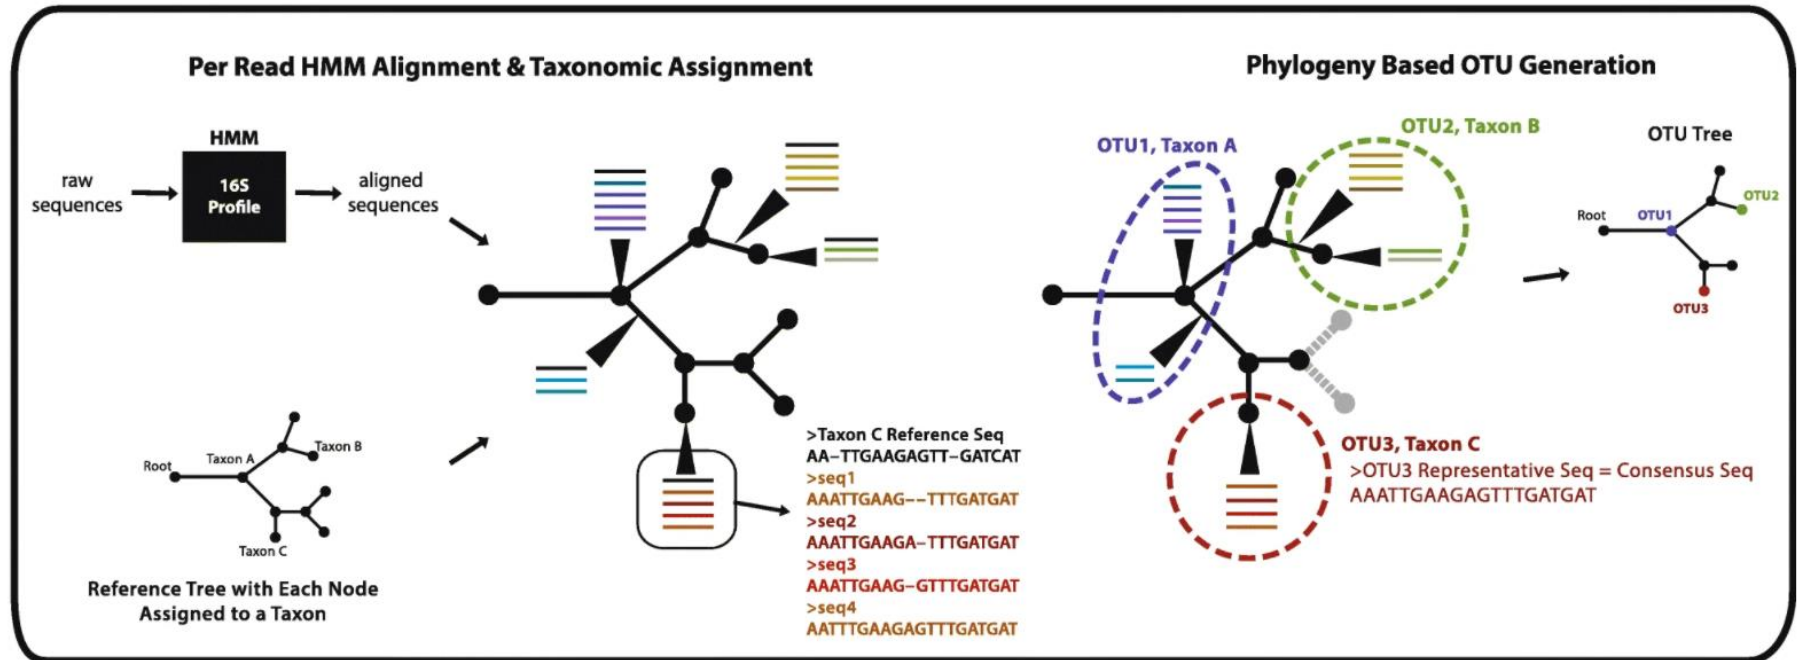 Per Read HMM Alignment & Taxonomic Assignment
HMM
raw
sequences
16S
Profile
aligned
sequences
Root
Taxon A
Taxon B
Taxon C
Reference Tree with Each Node
Assigned to a Taxon
>Taxon C Reference Seq
AA–TTGAAGAGTT–GATCAT
>seq1
AAATTGAAG––TTTGATGAT
>seq2
AAATTGAAGA–TTTGATGAT
>seq3
AAATTGAAG–GTTTGATGAT
>seq4
AATTTGAAGAGTTTGATGAT
Phylogeny Based OTU Generation
OTU1, Taxon A
OTU2, Taxon B
OTU3, Taxon C
>OTU3 Representative Seq = Consensus Seq
AAATTGAAGAGTTTGATGAT
OTU Tree
Root
OTU1
OTU2
OTU3